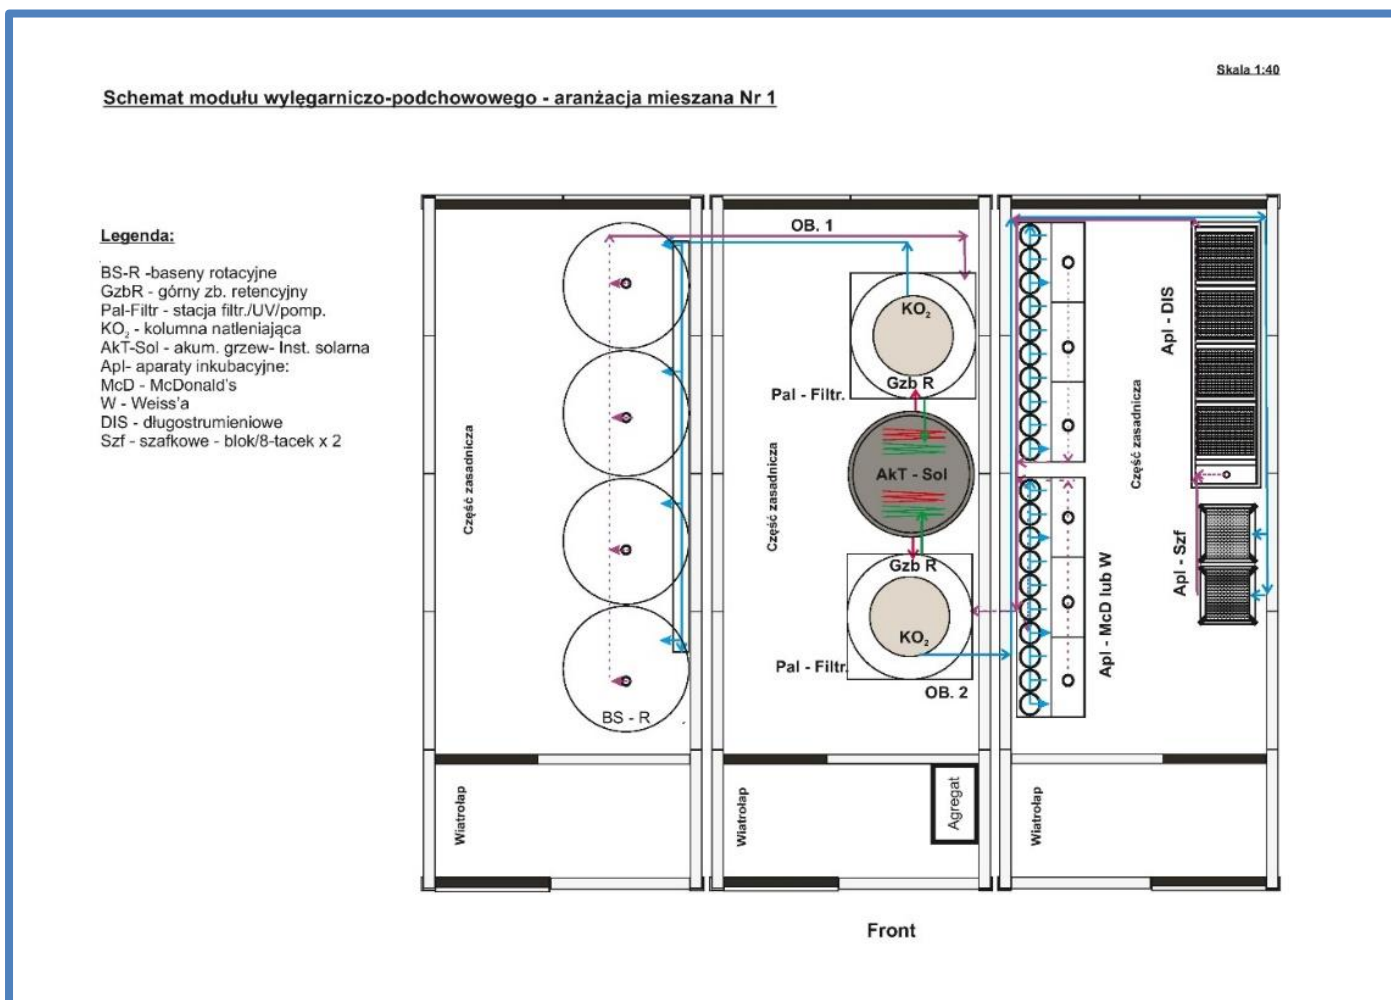 Skala 1:40
Schemat modułu wylęgarniczo-podchowowego - aranżacja mieszana Nr 1
Legenda:
BS-R -baseny rotacyjne
GzbR - górny zb. retencyjny
Pal-Filtr - stacja filtr./UV/pomp.
KO₂ - kolumna natleniająca
AkT-Sol - akum. grzew- Inst. solarna
Apl- aparaty inkubacyjne:
McD - McDonald's
W - Weiss'a
DIS - długostrumieniowe
Szf - szafkowe - blok/8-tacek x 2
OB. 1
KO₂
Gzb R
Pal - Filtr.
AkT - Sol
Gzb R
KO₂
Pal - Filtr.
OB. 2
BS - R
Część zasadnicza
Część zasadnicza
Część zasadnicza
Apl - DIS
Apl - Szf
Apl - McD lub W
Wiatrołap
Wiatrołap
Agregat
Wiatrołap
Front